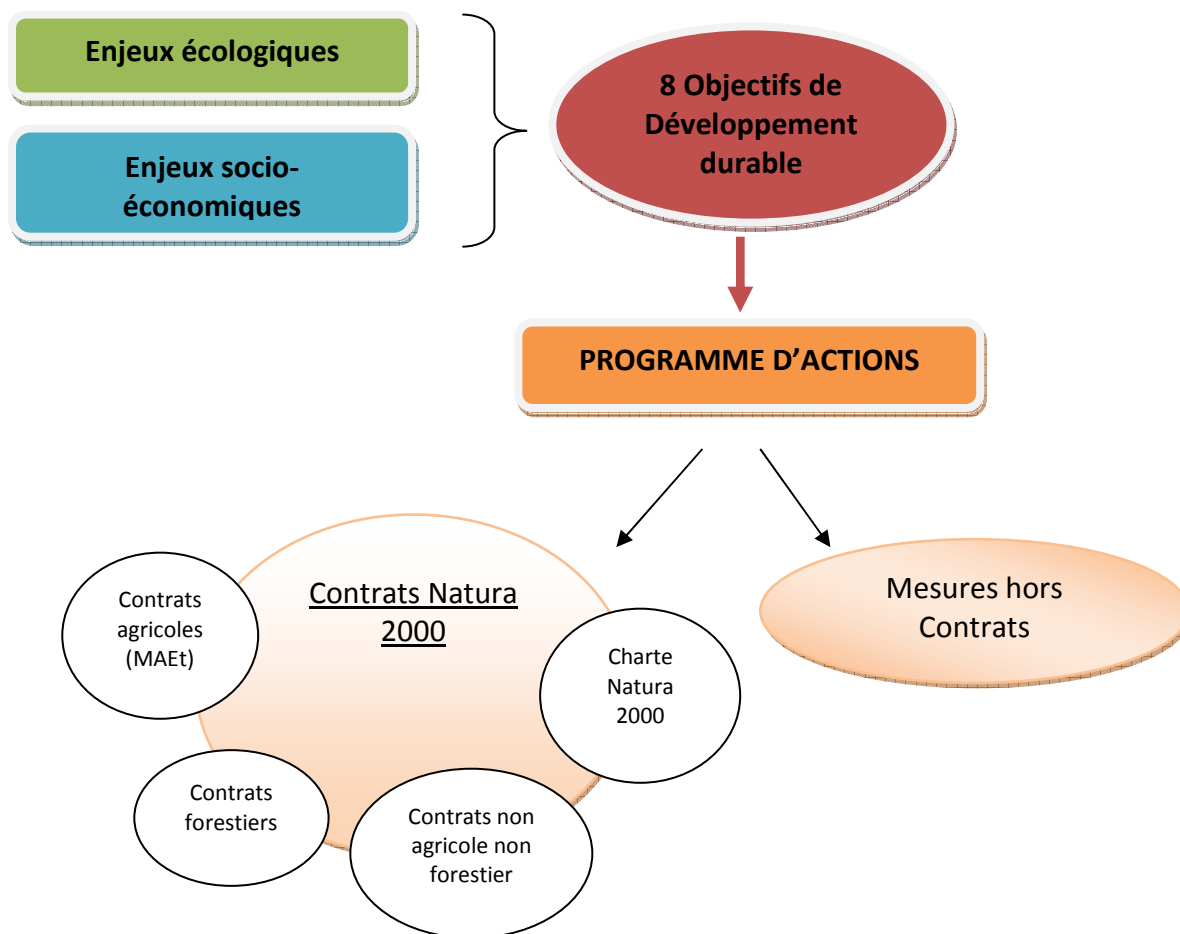 Enjeux écologiques
Enjeux socio-
économiques
8 Objectifs de
Développement
durable
PROGRAMME D’ACTIONS
Contrats Natura
2000
Contrats
agricoles
(MAEt)
Charte
Natura
2000
Contrats
forestiers
Contrats non
agricole non
forestier
Mesures hors
Contrats